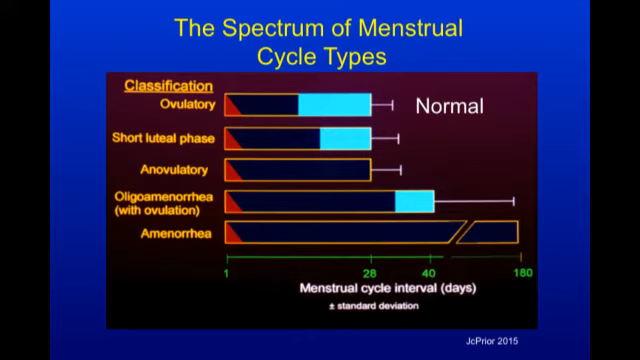 The Spectrum of Menstrual
Cycle Types
Classification
Ovulatory
Normal
Short luteal phase
Anovulatory
Oligoamenorrhea
(with ovulation)
Amenorrhea
1 28 40 180
Menstrual cycle interval (days)
± standard deviation
JcPrior 2015